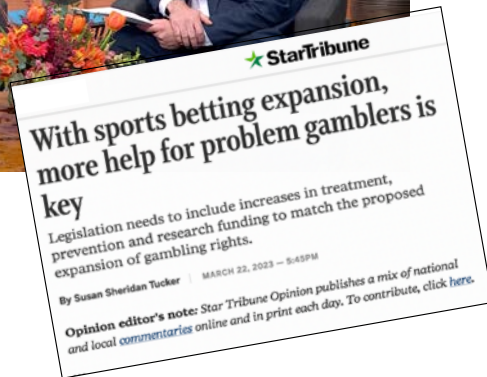 StarTribune
With sports betting expansion,
more help for problem gamblers is
key
Legislation needs to include increases in treatment,
prevention and research funding to match the proposed
expansion of gambling rights.
By Susan Sheridan Tucker | MARCH 22, 2023 — 5:45PM
Opinion editor's note: Star Tribune Opinion publishes a mix of national
and local commentaries online and in print each day. To contribute, click here.